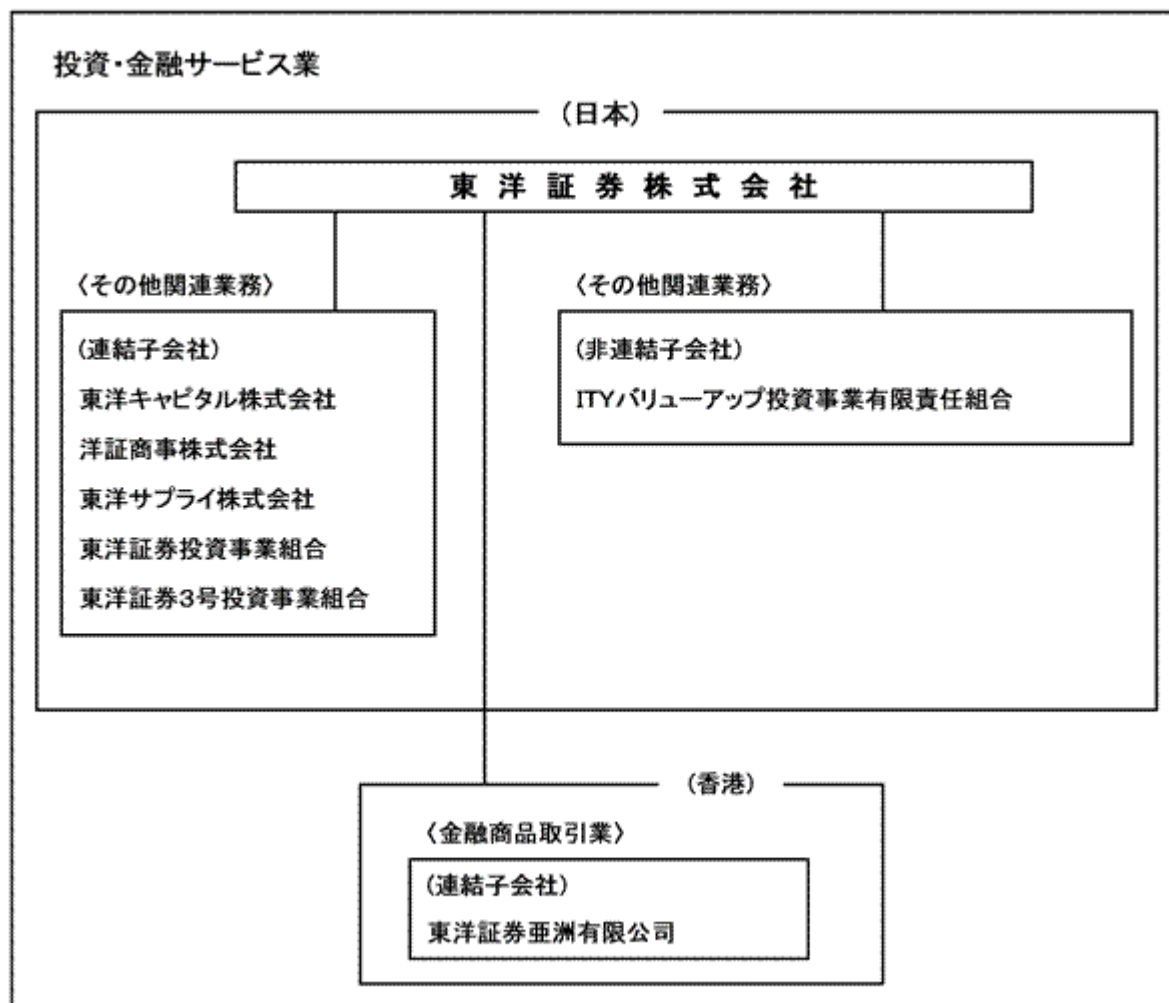 投資・金融サービス業
(日本)
東洋証券株式会社
〈その他関連業務〉
(連結子会社)
東洋キャピタル株式会社
洋証商事株式会社
東洋サプライ株式会社
東洋証券投資事業組合
東洋証券3号投資事業組合
〈その他関連業務〉
(非連結子会社)
ITYバリューアップ投資事業有限責任組合
(香港)
〈金融商品取引業〉
(連結子会社)
東洋証券亜洲有限公司